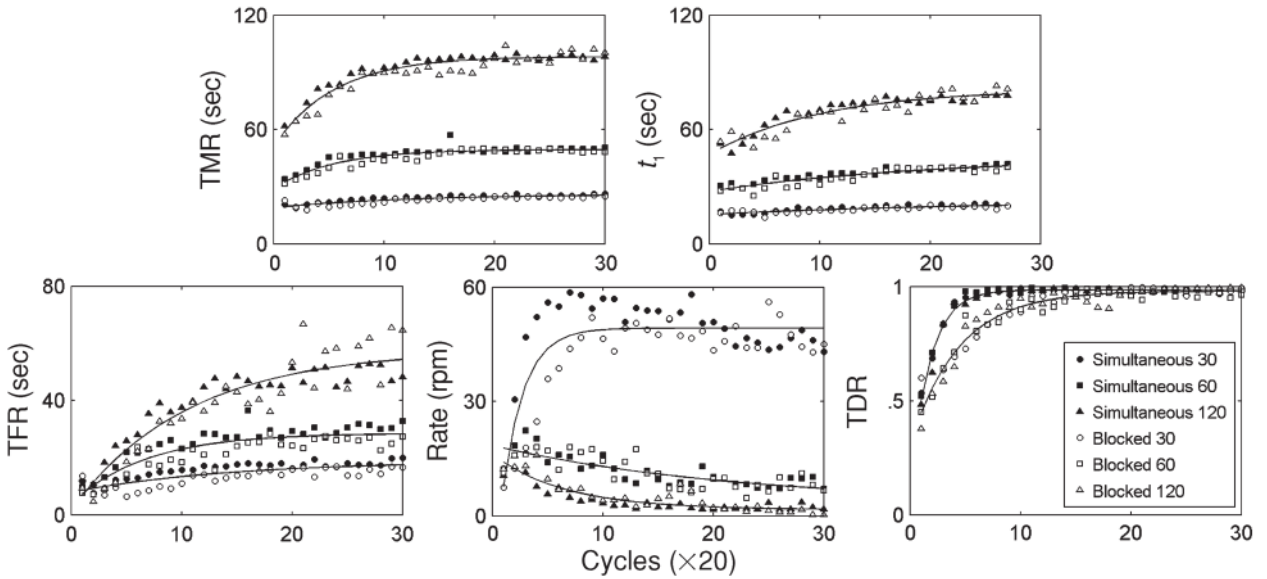 120
60
0
TMR (sec)
0
10
20
30
120
60
0
t₁ (sec)
0
10
20
30
80
40
0
TFR (sec)
0
10
20
30
60
30
0
Rate (rpm)
0
10
20
30
Cycles (×20)
1
.5
0
TDR
0
10
20
30
Simultaneous 30
Simultaneous 60
Simultaneous 120
Blocked 30
Blocked 60
Blocked 120